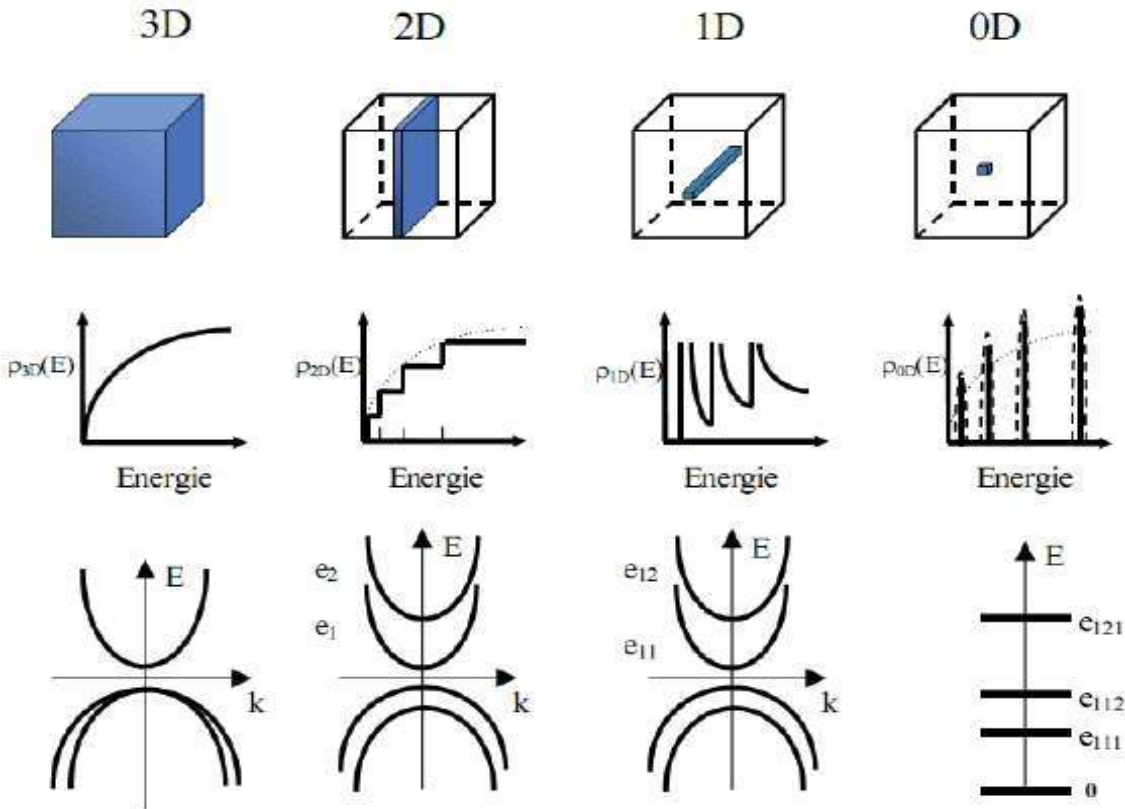 3D 2D 1D 0D
ρ3D(E) ρ2D(E) ρ1D(E) ρ0D(E)
Energie Energie Energie Energie
E E E E
e2 e12
e1 e11
e121
k k k
e112
e111
0